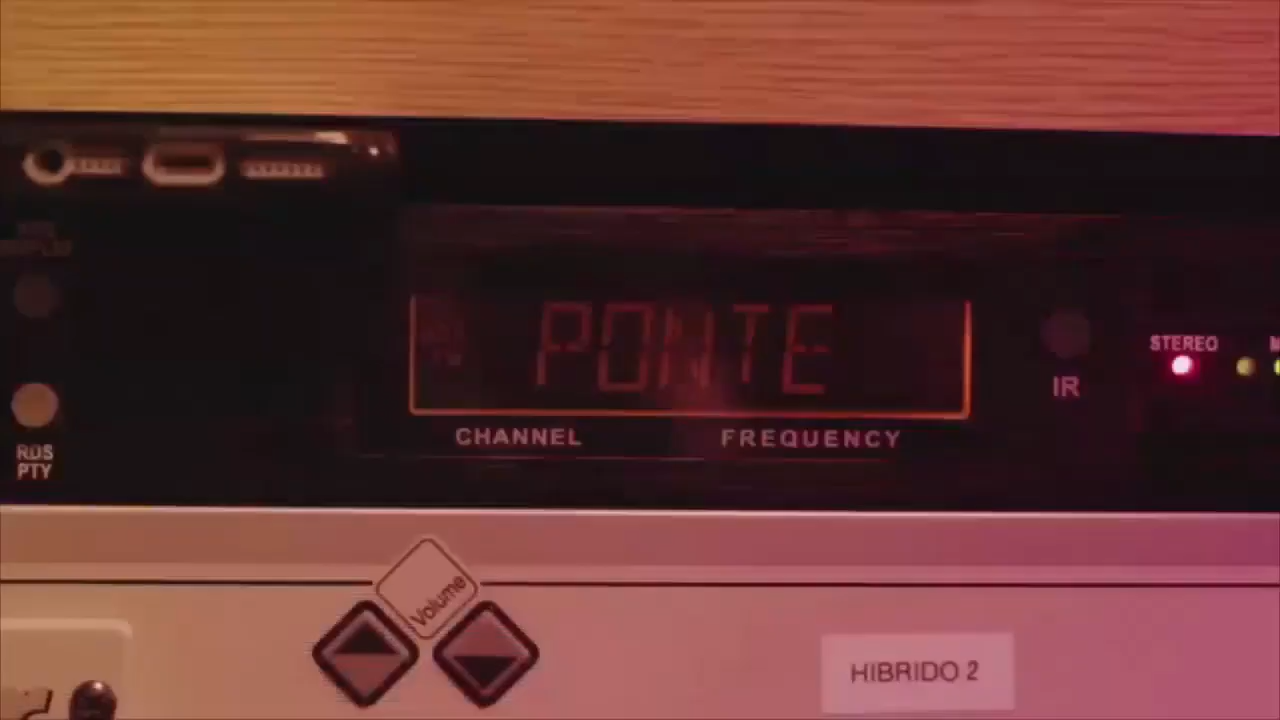 PONTE
STEREO
IR
CHANNEL
FREQUENCY
RDS
PTY
Volume
HIBRIDO 2